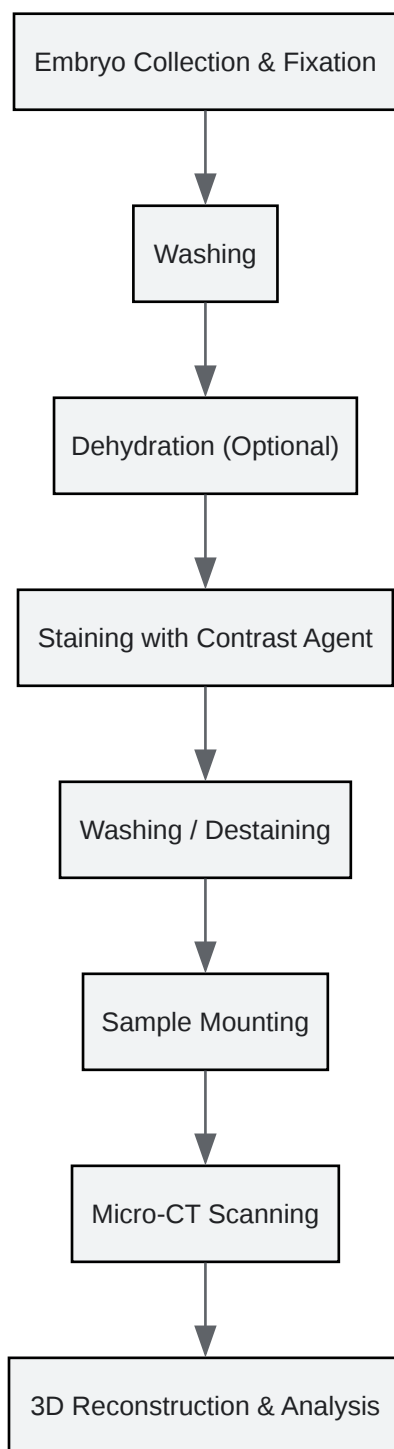 Embryo Collection & Fixation
Washing
Dehydration (Optional)
Staining with Contrast Agent
Washing / Destaining
Sample Mounting
Micro-CT Scanning
3D Reconstruction & Analysis